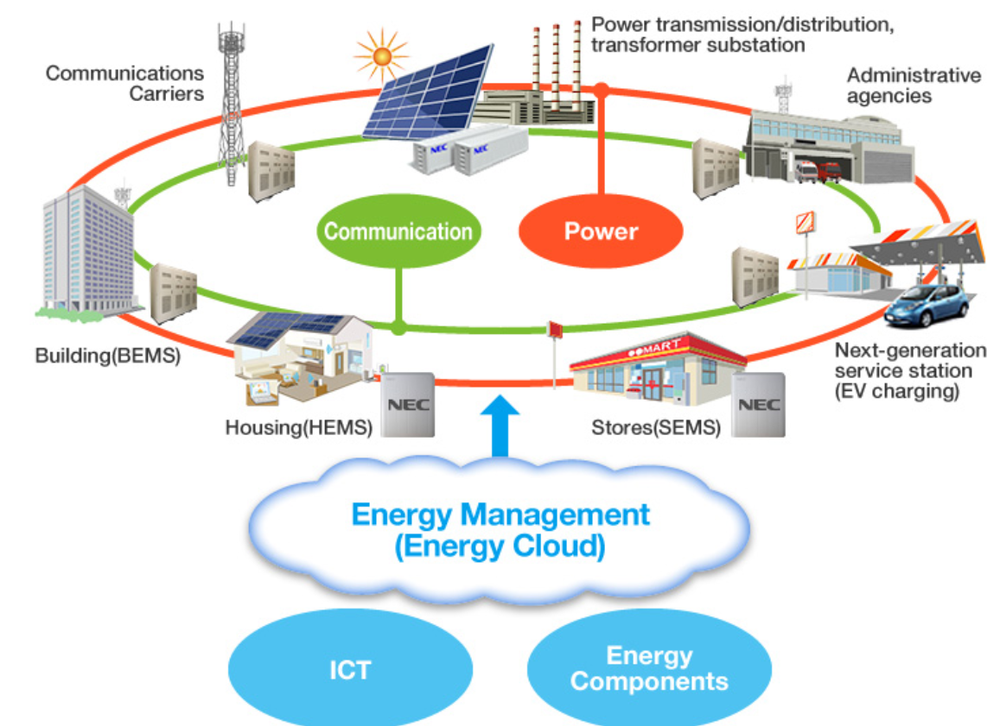 Power transmission/distribution,
transformer substation
Communications
Carriers
Administrative
agencies
NEC
NEC
Communication
Power
MART
Building(BEMS)
Next-generation
service station
(EV charging)
NEC
NEC
Housing(HEMS)
Stores(SEMS)
Energy Management
(Energy Cloud)
ICT
Energy
Components